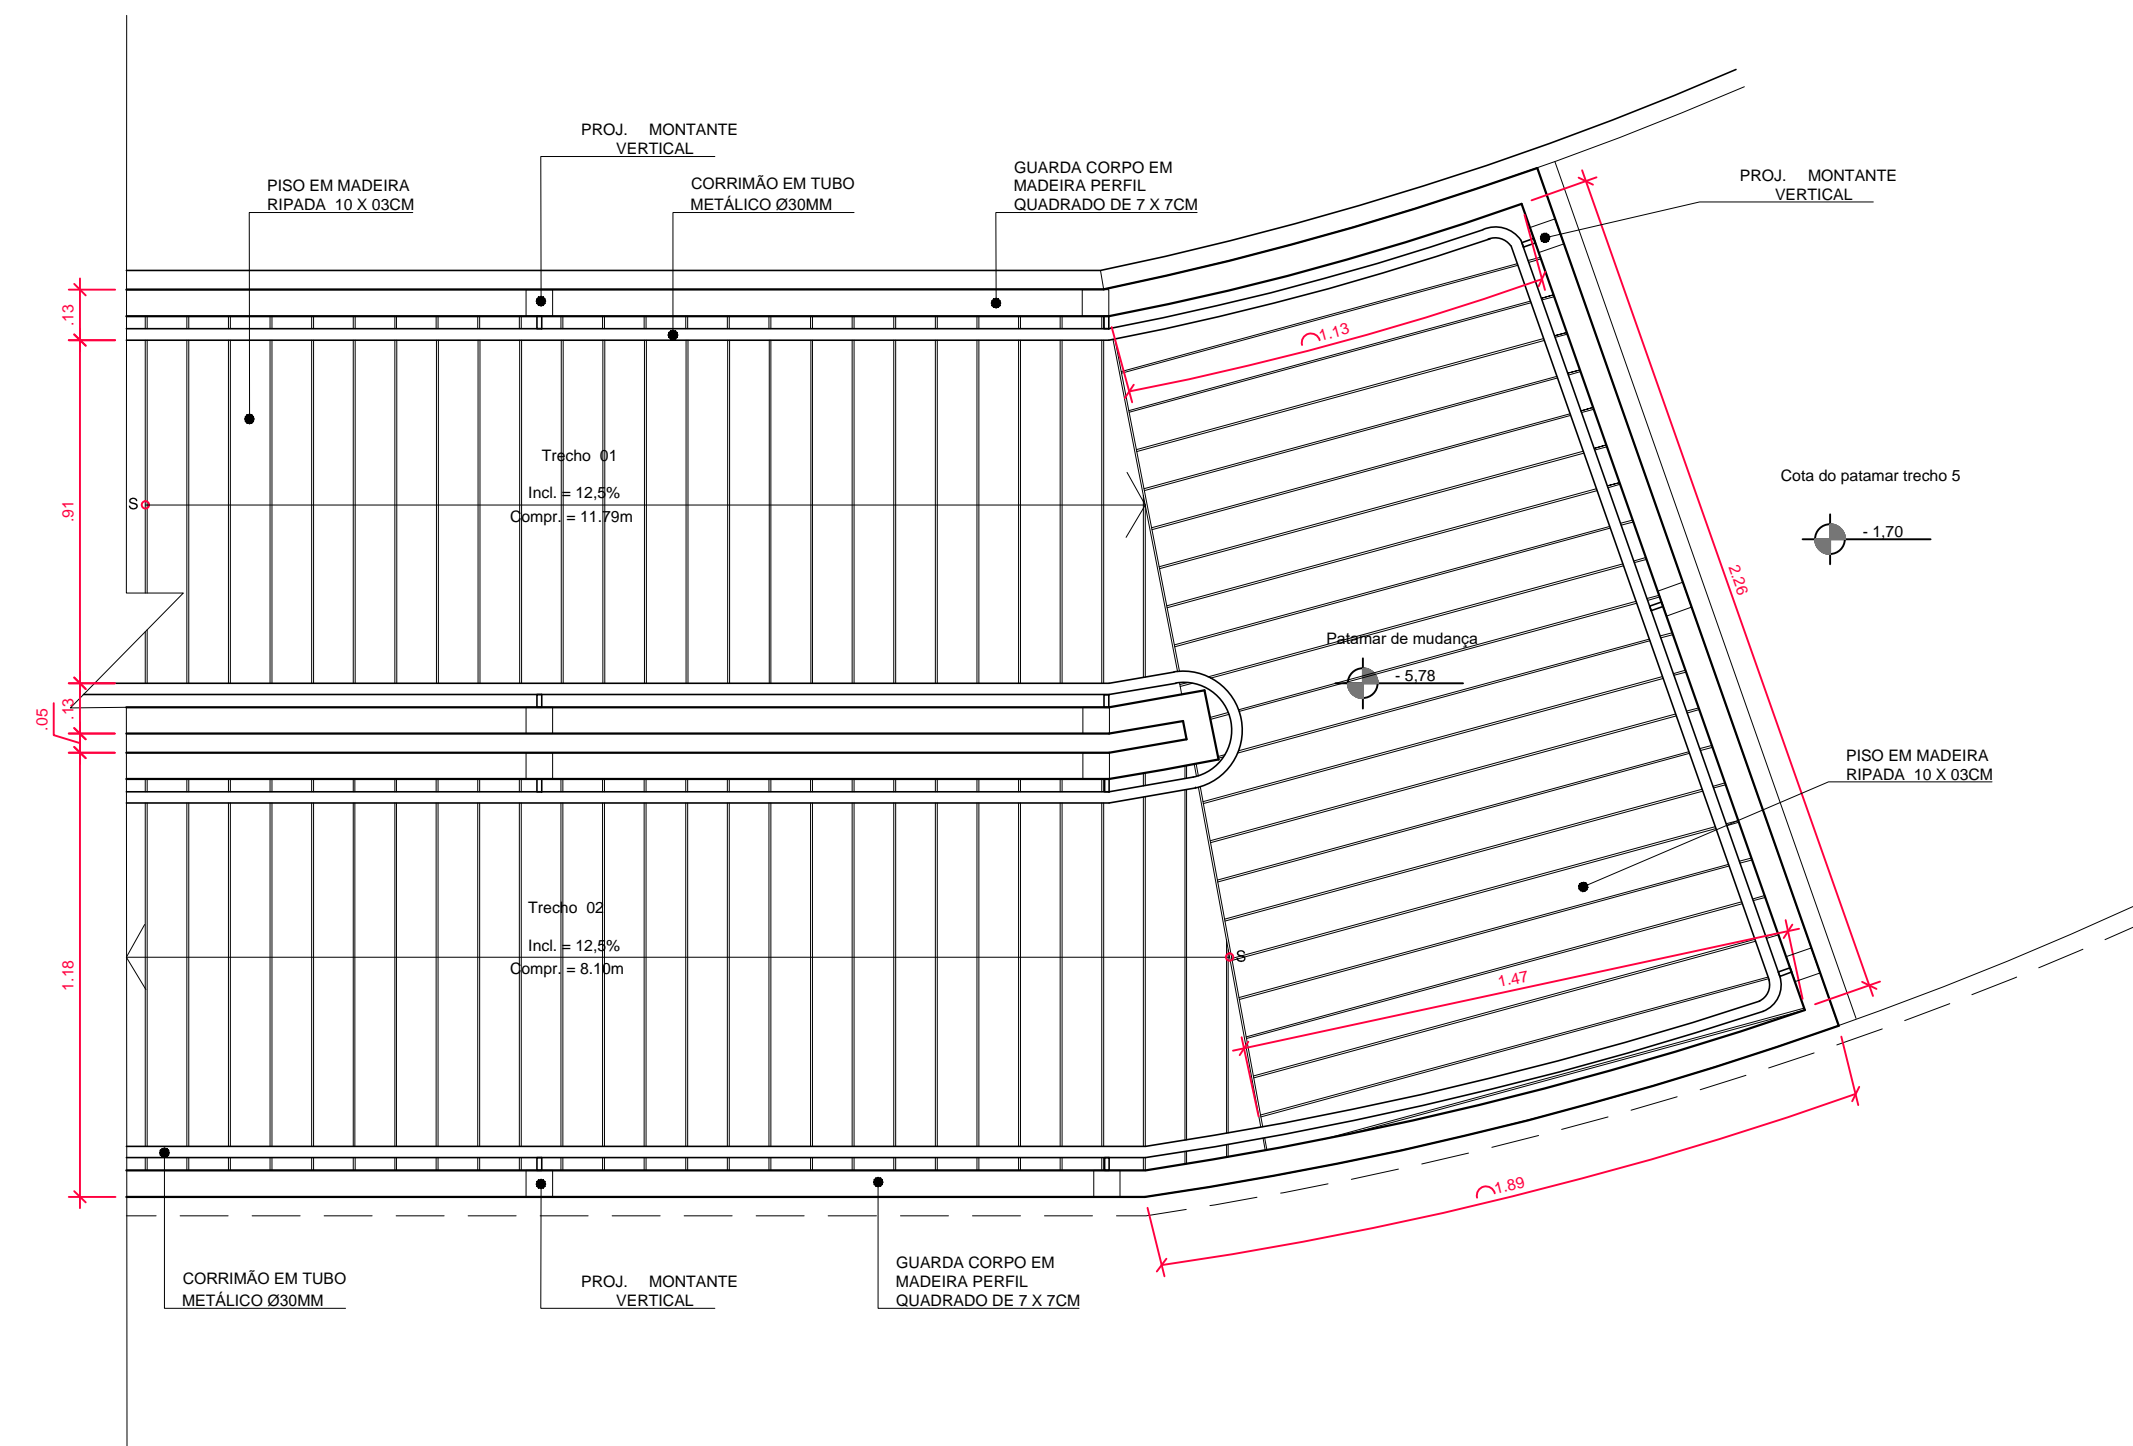 PROJ. MONTANTE
VERTICAL
PISO EM MADEIRA
RIPADA 10 X 03CM
CORRIMÃO EM TUBO
METÁLICO Ø30MM
GUARDA CORPO EM
MADEIRA PERFIL
QUADRADO DE 7 X 7CM
PROJ. MONTANTE
VERTICAL
.13
1.13
Trecho 01
Incl. = 12,5%
Compr. = 11.79m
S
.91
Cota do patamar trecho 5
- 1,70
2.26
Patamar de mudança
- 5,78
.13
.05
PISO EM MADEIRA
RIPADA 10 X 03CM
Trecho 02
Incl. = 12,5%
Compr. = 8.10m
S
1.18
1.47
1.89
CORRIMÃO EM TUBO
METÁLICO Ø30MM
PROJ. MONTANTE
VERTICAL
GUARDA CORPO EM
MADEIRA PERFIL
QUADRADO DE 7 X 7CM